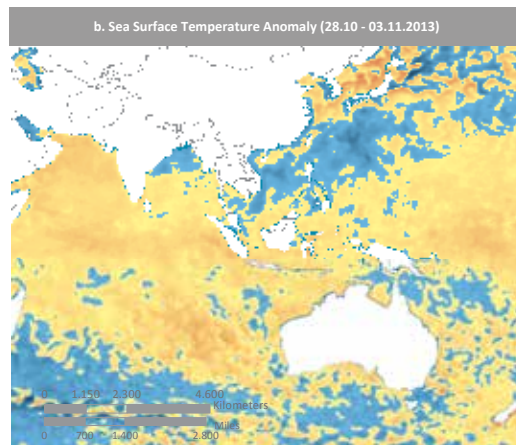 b. Sea Surface Temperature Anomaly (28.10 - 03.11.2013)
0 1.150 2.300 4.600
Kilometers
Miles
0 700 1.400 2.800